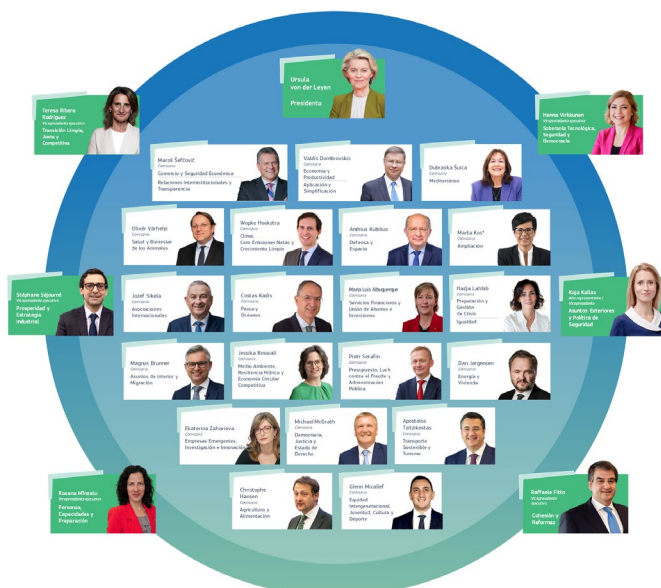 Ursula
von der Leyen
Presidenta
Teresa Ribera
Rodríguez
Vicepresidenta ejecutiva
Transición Limpia,
Justa y
Competitiva
Henna Virkkunen
Vicepresidenta ejecutiva
Soberanía Tecnológica,
Seguridad y
Democracia
Maroš Šefčovič
Comisario
Comercio y Seguridad Económica
Relaciones Interinstitucionales y
Transparencia
Valdis Dombrovskis
Comisario
Economía y
Productividad
Aplicación y
Simplificación
Dubravka Šuica
Comisaria
Mediterráneo
Olivér Várhelyi
Comisario
Salud y Bienestar
de los Animales
Wopke Hoekstra
Comisario
Clima,
Cero Emisiones Netas y
Crecimiento Limpio
Andrius Kubilius
Comisario
Defensa y
Espacio
Marta Kos*
Comisaria
Ampliación
Stéphane Séjourné
Vicepresidente ejecutivo
Prosperidad y
Estrategia
Industrial
Jozef Síkela
Comisario
Asociaciones
Internacionales
Costas Kadis
Comisario
Pesca y
Océanos
Maria Luís Albuquerque
Comisaria
Servicios Financieros y
Unión de Ahorros e
Inversiones
Hadja Lahbib
Comisaria
Preparación y
Gestión
de Crisis
Igualdad
Kaja Kallas
Asuntos Exteriores y
Política de
Seguridad
Magnus Brunner
Comisario
Asuntos de Interior y
Migración
Jessika Roswall
Comisaria
Medio Ambiente,
Resiliencia Hídrica y
Economía Circular
Competitiva
Piotr Serafin
Comisario
Presupuesto, Lucha
contra el Fraude y
Administración
Pública
Dan Jørgensen
Comisario
Energía y
Vivienda
Ekaterina Zaharieva
Comisaria
Empresas Emergentes,
Investigación e Innovación
Michael McGrath
Comisario
Democracia,
Justicia y
Estado de
Derecho
Apostolos
Tzitzikostas
Comisario
Transporte
Sostenible y
Turismo
Roxana Mînzatu
Vicepresidenta ejecutiva
Personas,
Capacidades y
Preparación
Christophe
Hansen
Comisario
Agricultura y
Alimentación
Glenn Micallef
Comisario
Equidad
Intergeneracional,
Juventud, Cultura y
Deporte
Raffaele Fitto
Vicepresidente
ejecutivo
Cohesión y
Reformas